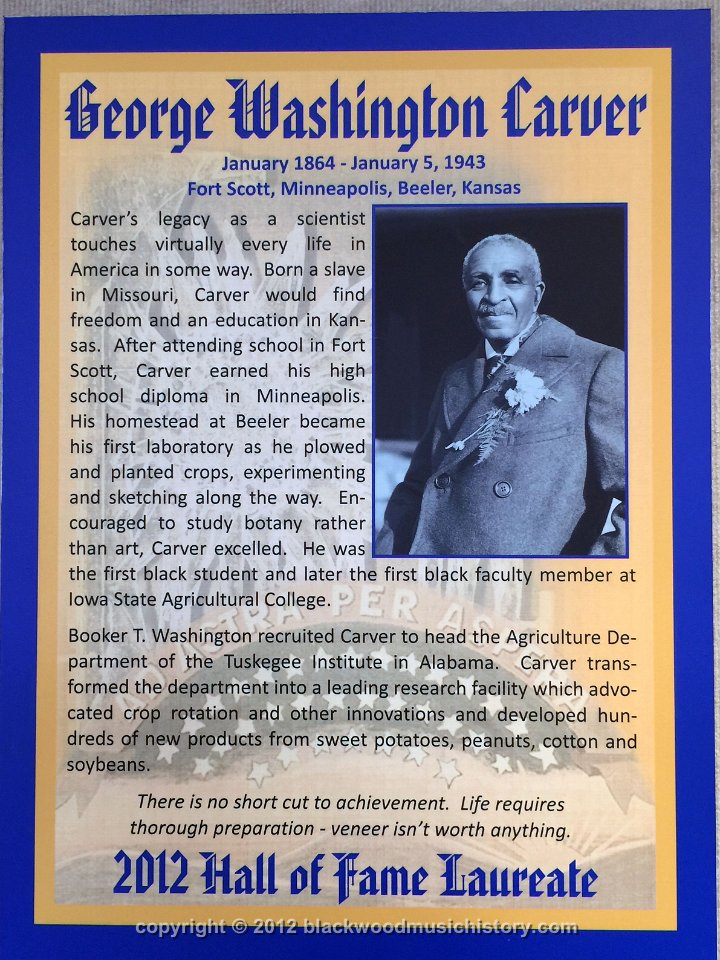 George Washington Carver
January 1864 - January 5, 1943
Fort Scott, Minneapolis, Beeler, Kansas
Carver's legacy as a scientist
touches virtually every life in
America in some way. Born a slave
in Missouri, Carver would find
freedom and an education in Kan-
sas. After attending school in Fort
Scott, Carver earned his high
school diploma in Minneapolis.
His homestead at Beeler became
his first laboratory as he plowed
and planted crops, experimenting
and sketching along the way. En-
couraged to study botany rather
than art, Carver excelled. He was
the first black student and later the first black faculty member at
Iowa State Agricultural College.
AD ASTRA PER ASPERA
Booker T. Washington recruited Carver to head the Agriculture De-
partment of the Tuskegee Institute in Alabama. Carver trans-
formed the department into a leading research facility which advo-
cated crop rotation and other innovations and developed hun-
dreds of new products from sweet potatoes, peanuts, cotton and
soybeans.
There is no short cut to achievement. Life requires
thorough preparation - veneer isn't worth anything.
2012 Hall of Fame Laureate
copyright © 2012 blackwoodmusichistory.com